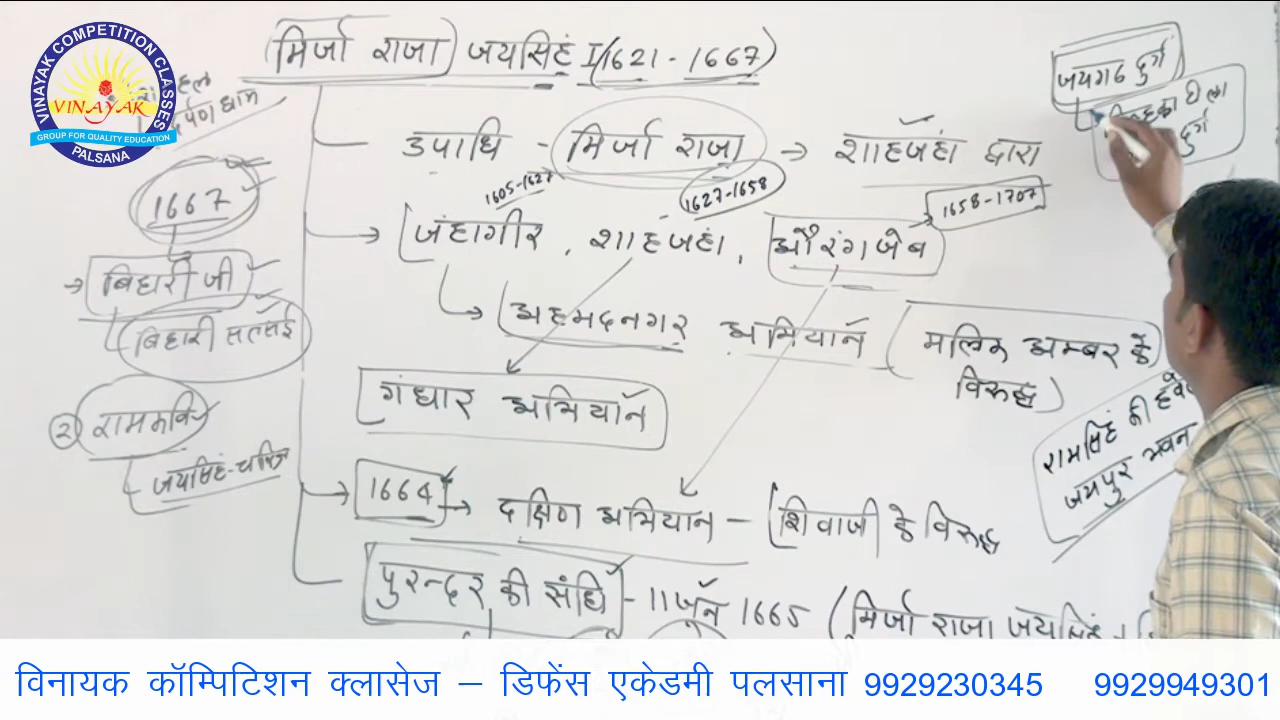 VINAYAK COMPETITION CLASSES
VINAYAK
GROUP FOR QUALITY EDUCATION
PALSANA
मिर्जा राजा जयसिहं I (1621 - 1667)
उपाधि - मिर्जा राजा → शाहजहां द्वारा
1605-1627
1627-1658
1658-1707
जंहागीर , शाहजहां , औरंगजेब
अहमदनगर अभियान ( मलिक अम्बर के
विरुद्ध )
गंधार अभियान
1664 → दक्षिण अभियान - शिवाजी के विरुद्ध
पुरन्दर की संधि - 11 जून 1665 ( मिर्जा राजा जयसिहं
1667
→ बिहारी जी
बिहारी सतसई
2 रामकवि
जयसिहं-चरित्र
जयगढ दुर्ग
का टीला
दुर्ग
रामसिहं की
जयपुर भवन
विनायक कॉम्पिटिशन क्लासेज – डिफेंस एकेडमी पलसाना 9929230345 9929949301